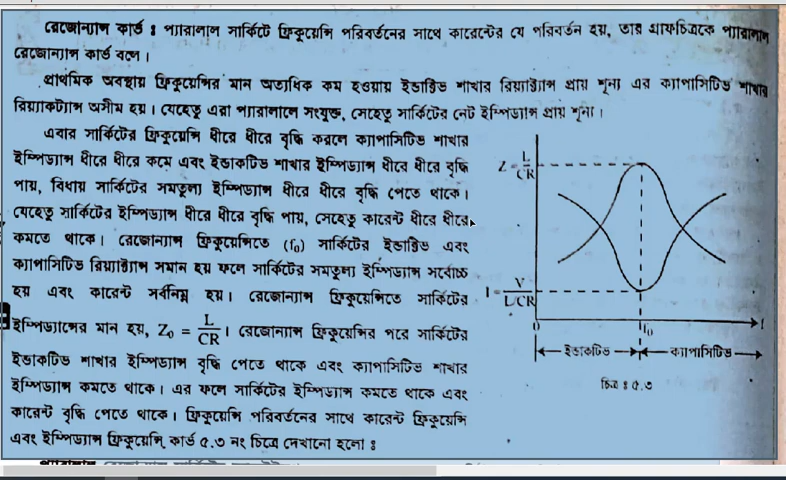 রেজোন্যান্স কার্ভ ঃ প্যারালাল সার্কিটে ফ্রিকুয়েন্সি পরিবর্তনের সাথে কারেন্টের যে পরিবর্তন হয়, তার গ্রাফচিত্রকে প্যারালাল
রেজোন্যান্স কার্ভ বলে।
প্রাথমিক অবস্থায় ফ্রিকুয়েন্সির মান অত্যধিক কম হওয়ায় ইন্ডাক্টিভ শাখার রিয়্যাক্ট্যান্স প্রায় শূন্য এর ক্যাপাসিটিভ শাখার
রিয়্যাকট্যান্স অসীম হয়। যেহেতু এরা প্যারালালে সংযুক্ত, সেহেতু সার্কিটের নেট ইম্পিড্যান্স প্রায় শূন্য।
এবার সার্কিটের ফ্রিকুয়েন্সি ধীরে ধীরে বৃদ্ধি করলে ক্যাপাসিটিভ শাখার
ইম্পিড্যান্স ধীরে ধীরে কমে এবং ইন্ডাকটিভ শাখার ইম্পিড্যান্স ধীরে ধীরে বৃদ্ধি
পায়, বিধায় সার্কিটের সমতুল্য ইম্পিড্যান্স ধীরে ধীরে বৃদ্ধি পেতে থাকে।
যেহেতু সার্কিটের ইম্পিড্যান্স ধীরে ধীরে বৃদ্ধি পায়, সেহেতু কারেন্ট ধীরে ধীরে
কমতে থাকে। রেজোন্যান্স ফ্রিকুয়েন্সিতে (f₀) সার্কিটের ইন্ডাক্টিভ এবং
ক্যাপাসিটিভ রিয়্যাক্ট্যান্স সমান হয় ফলে সার্কিটের সমতুল্য ইম্পিড্যান্স সর্বোচ্চ
হয় এবং কারেন্ট সর্বনিম্ন হয়। রেজোন্যান্স ফ্রিকুয়েন্সিতে সার্কিটের
ইম্পিড্যান্সের মান হয়, Z₀ = L/CR। রেজোন্যান্স ফ্রিকুয়েন্সির পরে সার্কিটের
ইন্ডাকটিভ শাখার ইম্পিড্যান্স বৃদ্ধি পেতে থাকে এবং ক্যাপাসিটিভ শাখার
ইম্পিড্যান্স কমতে থাকে। এর ফলে সার্কিটের ইম্পিড্যান্স কমতে থাকে এবং
কারেন্ট বৃদ্ধি পেতে থাকে। ফ্রিকুয়েন্সি পরিবর্তনের সাথে কারেন্ট ফ্রিকুয়েন্সি
এবং ইম্পিড্যান্স ফ্রিকুয়েন্সি কার্ভ ৫.৩ নং চিত্রে দেখানো হলো ঃ
Z = L/CR
I = V/L/CR
0 f₀ f
ইন্ডাকটিভ ক্যাপাসিটিভ
চিত্র ঃ ৫.৩